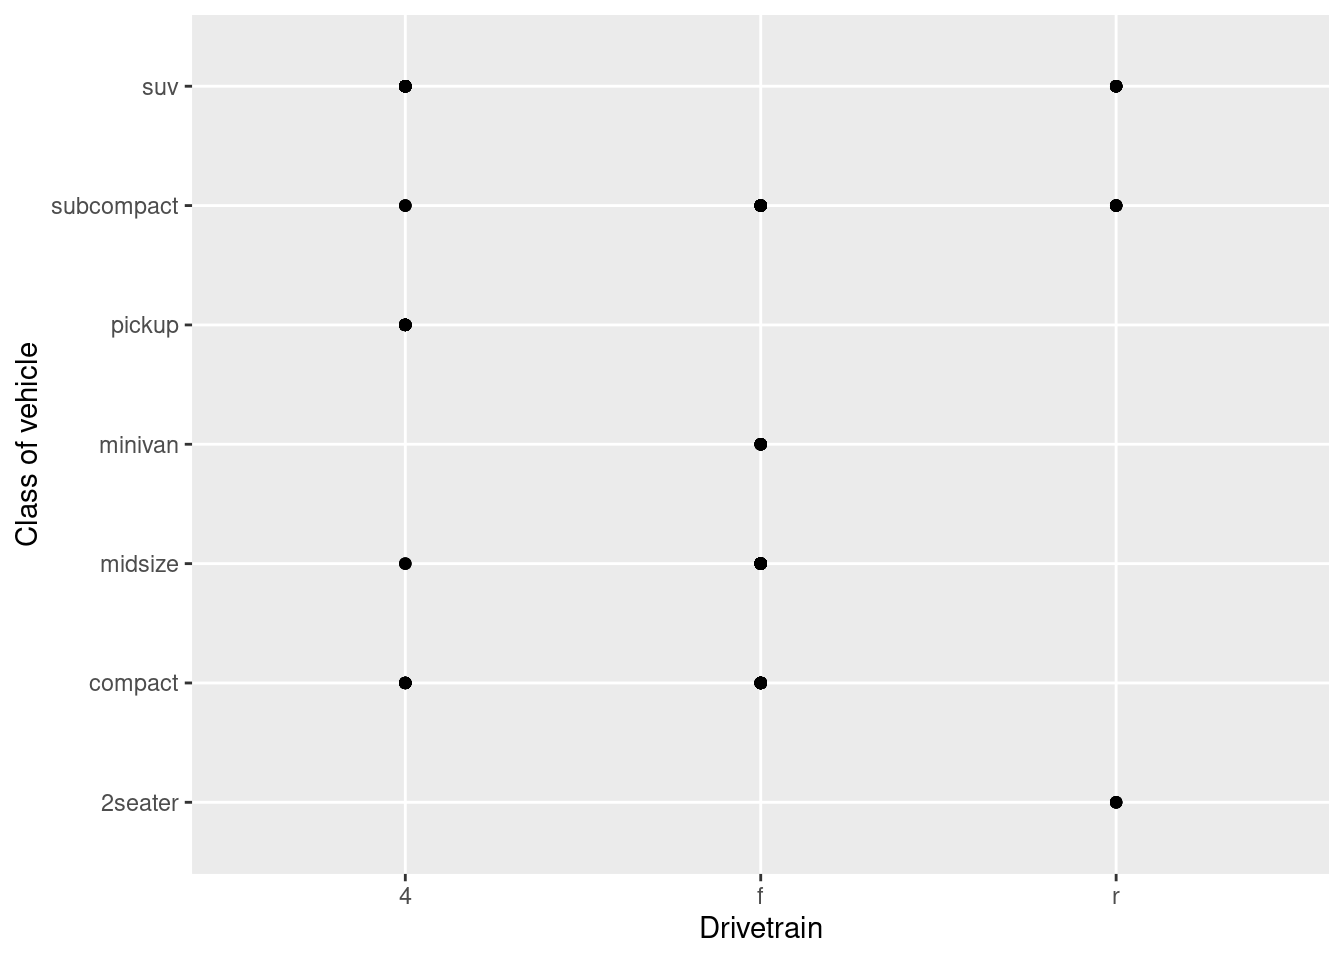 suv
subcompact
pickup
minivan
midsize
compact
2seater
Class of vehicle
4 f r
Drivetrain